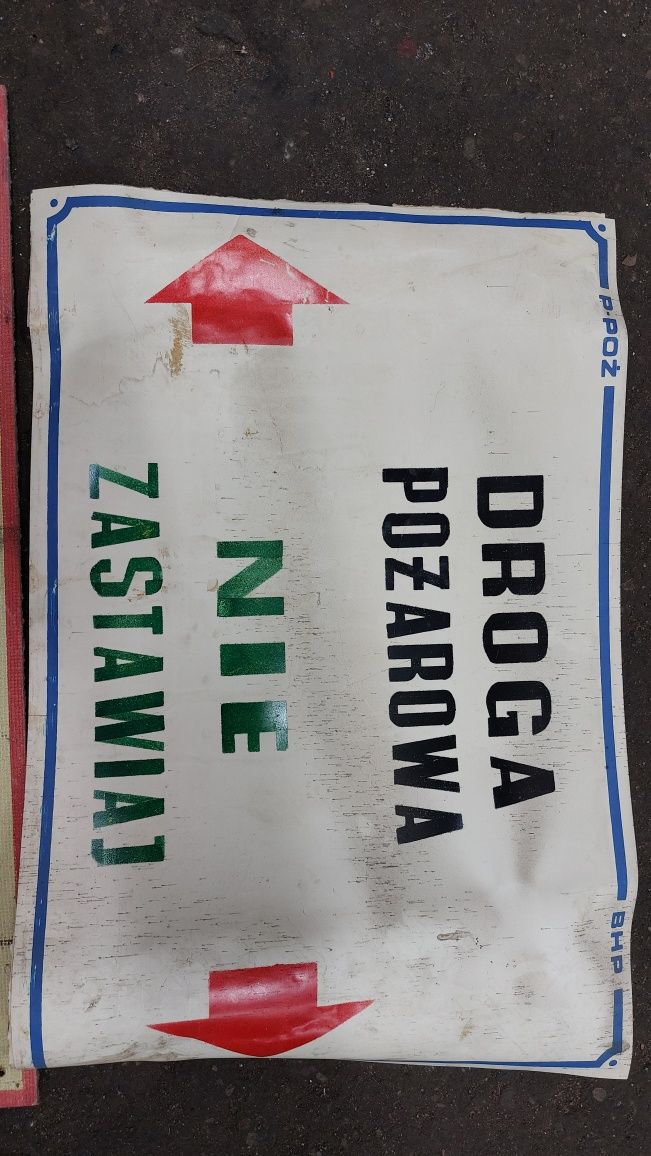 P-POŻ
BHP
DROGA
POŻAROWA
NIE
ZASTAWIAJ